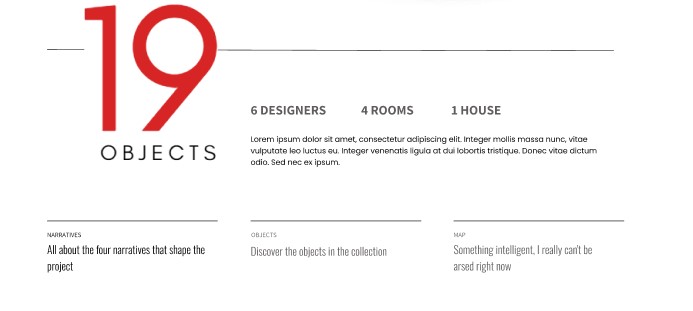 19
OBJECTS
6 DESIGNERS 4 ROOMS 1 HOUSE
Lorem ipsum dolor sit amet, consectetur adipiscing elit. Integer mollis massa nunc, vitae
vulputate leo luctus eu. Integer venenatis ligula at dui lobortis tristique. Donec vitae dictum
odio. Sed nec ex ipsum.
NARRATIVES
All about the four narratives that shape the
project
OBJECTS
Discover the objects in the collection
MAP
Something intelligent, I really can't be
arsed right now